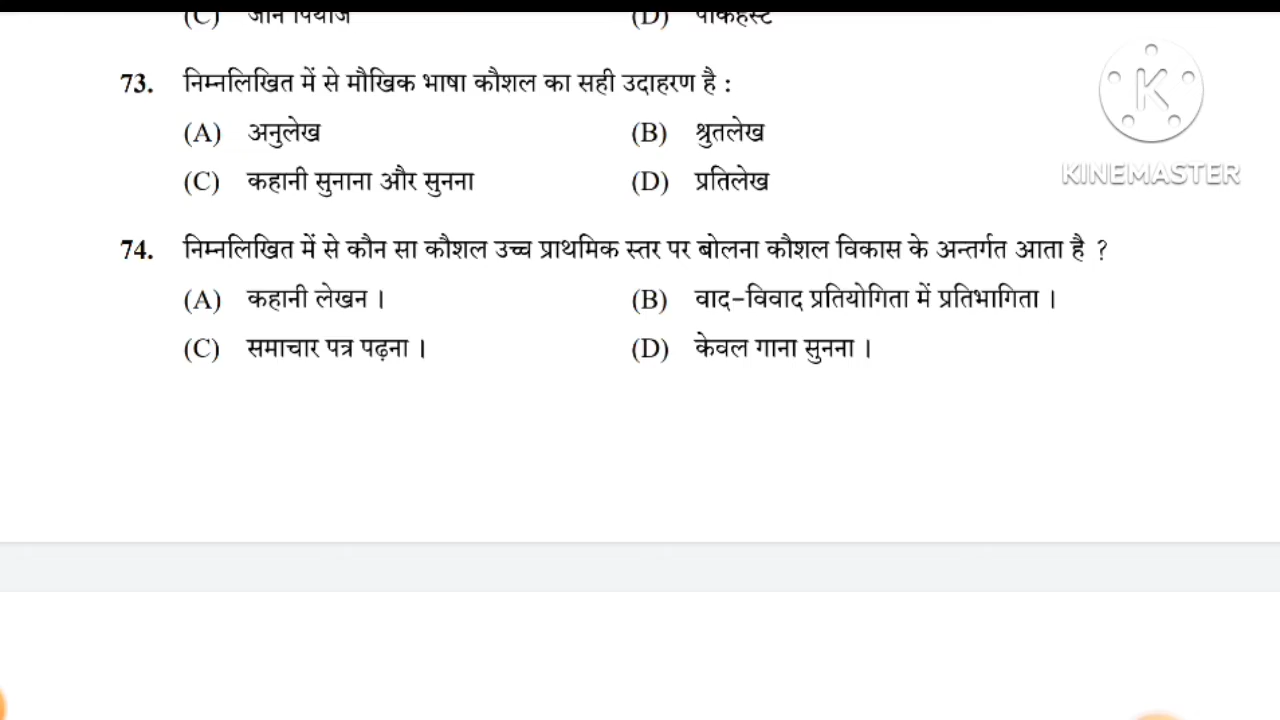 (C) जीन पियाजे (D) पार्कहर्स्ट
73. निम्नलिखित में से मौखिक भाषा कौशल का सही उदाहरण है :
(A) अनुलेख (B) श्रुतलेख
(C) कहानी सुनाना और सुनना (D) प्रतिलेख
74. निम्नलिखित में से कौन सा कौशल उच्च प्राथमिक स्तर पर बोलना कौशल विकास के अन्तर्गत आता है ?
(A) कहानी लेखन । (B) वाद-विवाद प्रतियोगिता में प्रतिभागिता ।
(C) समाचार पत्र पढ़ना । (D) केवल गाना सुनना ।
K
KINEMASTER